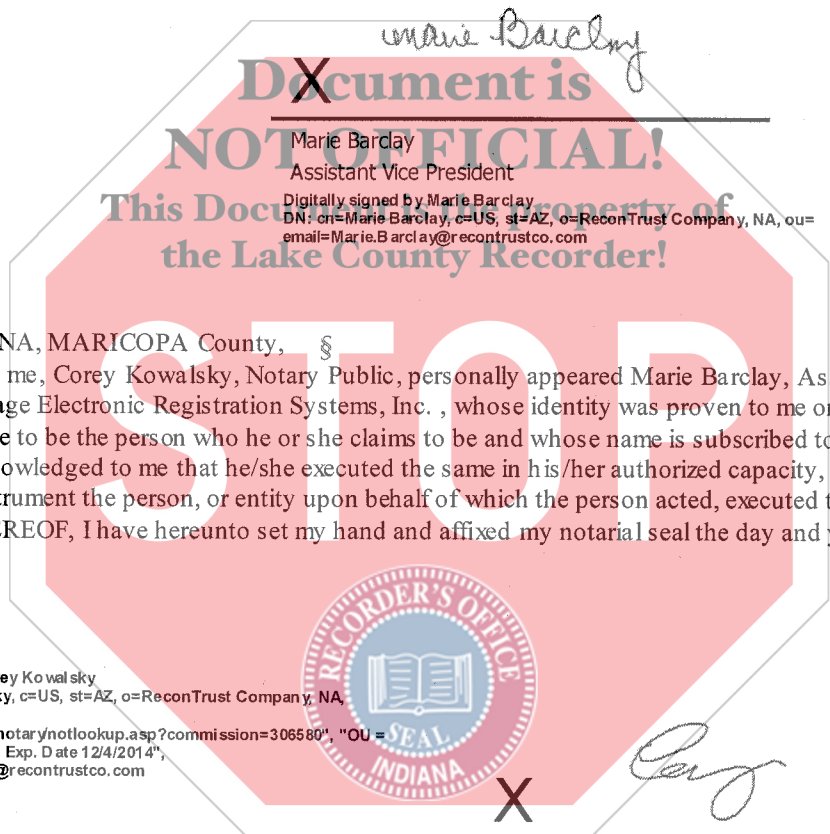 Marie Barclay
X
Document is
NOT OFFICIAL!
This Document is the property of
the Lake County Recorder!
Marie Barclay
Assistant Vice President
Digitally signed by Marie Barclay
DN: cn=Marie Barclay, c=US, st=AZ, o=ReconTrust Company, NA, ou=
email=Marie.Barclay@recontrustco.com
STOP
NA, MARICOPA County, §
me, Corey Kowalsky, Notary Public, personally appeared Marie Barclay, As
ge Electronic Registration Systems, Inc. , whose identity was proven to me o
e to be the person who he or she claims to be and whose name is subscribed to
owledged to me that he/she executed the same in his/her authorized capacity,
trument the person, or entity upon behalf of which the person acted, executed t
REOF, I have hereunto set my hand and affixed my notarial seal the day and y
RECORDER'S OFFICE
SEAL
INDIANA
ey Kowalsky
ky, c=US, st=AZ, o=ReconTrust Company, NA,
notary/notlookup.asp?commission=306580", "OU =
Exp. Date 12/4/2014",
@recontrustco.com
X